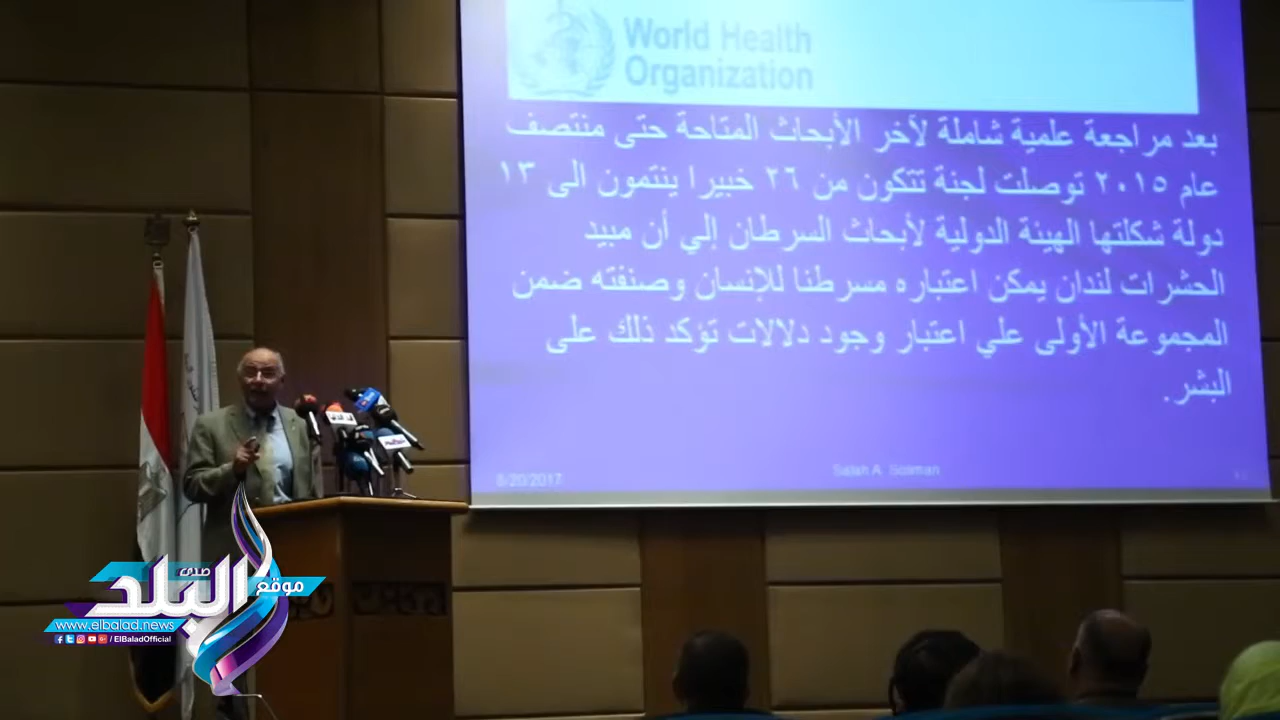 World Health
Organization
بعد مراجعة علمية شاملة لآخر الأبحاث المتاحة حتى منتصف
عام ٢٠١٥ توصلت لجنة تتكون من ٢٦ خبيرا ينتمون الى ١٣
دولة شكلتها الهيئة الدولية لأبحاث السرطان إلي أن مبيد
الحشرات لندان يمكن اعتباره مسرطنا للإنسان وصنفته ضمن
المجموعة الأولى علي اعتبار وجود دلالات تؤكد ذلك على
البشر.
8/20/2017
Salah A. Soliman
موقع
صدى
البلد
www.elbalad.news
/ElBaladOfficial